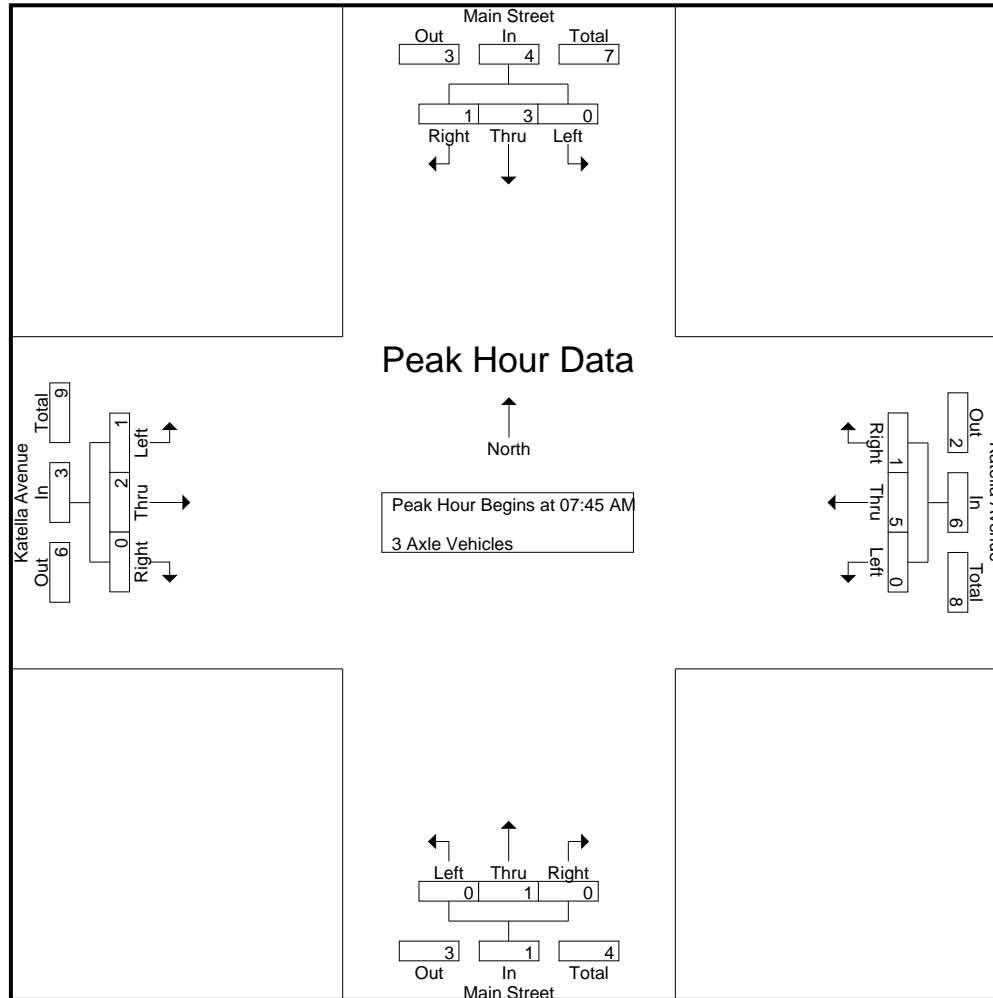 Main Street
Out In Total
3 4 7
1 3 0
Right Thru Left
Peak Hour Data
North
Peak Hour Begins at 07:45 AM
3 Axle Vehicles
Katella Avenue
Out In Total
6 3 9
Right Thru Left
0 2 1
Out In Total
2 6 8
1 5 0
Right Thru Left
Left Thru Right
0 1 0
3 1 4
Out In Total
Main Street